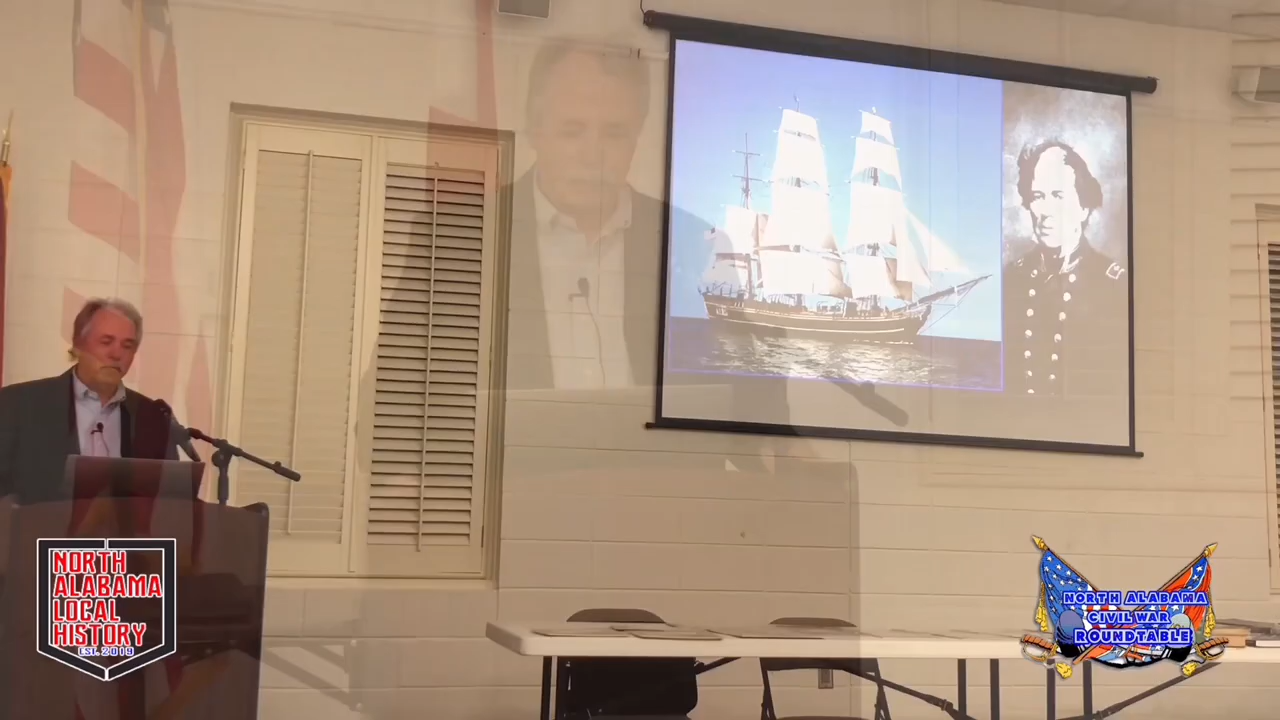 NORTH
ALABAMA
LOCAL
HISTORY
EST. 2019
NORTH ALABAMA
CIVIL WAR
ROUNDTABLE